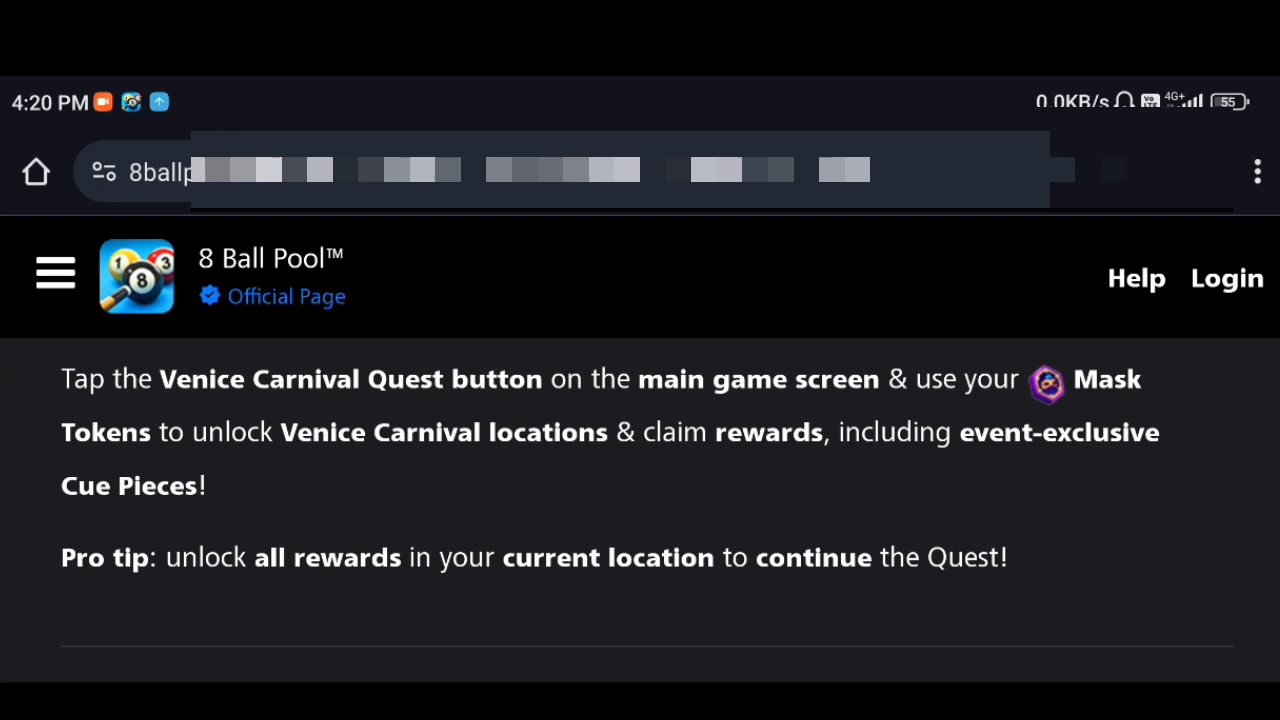 4:20 PM 0.0KB/s 4G+ 55
8ballp
8 Ball Pool™
Official Page
Help Login
Tap the Venice Carnival Quest button on the main game screen & use your Mask
Tokens to unlock Venice Carnival locations & claim rewards, including event-exclusive
Cue Pieces!
Pro tip: unlock all rewards in your current location to continue the Quest!